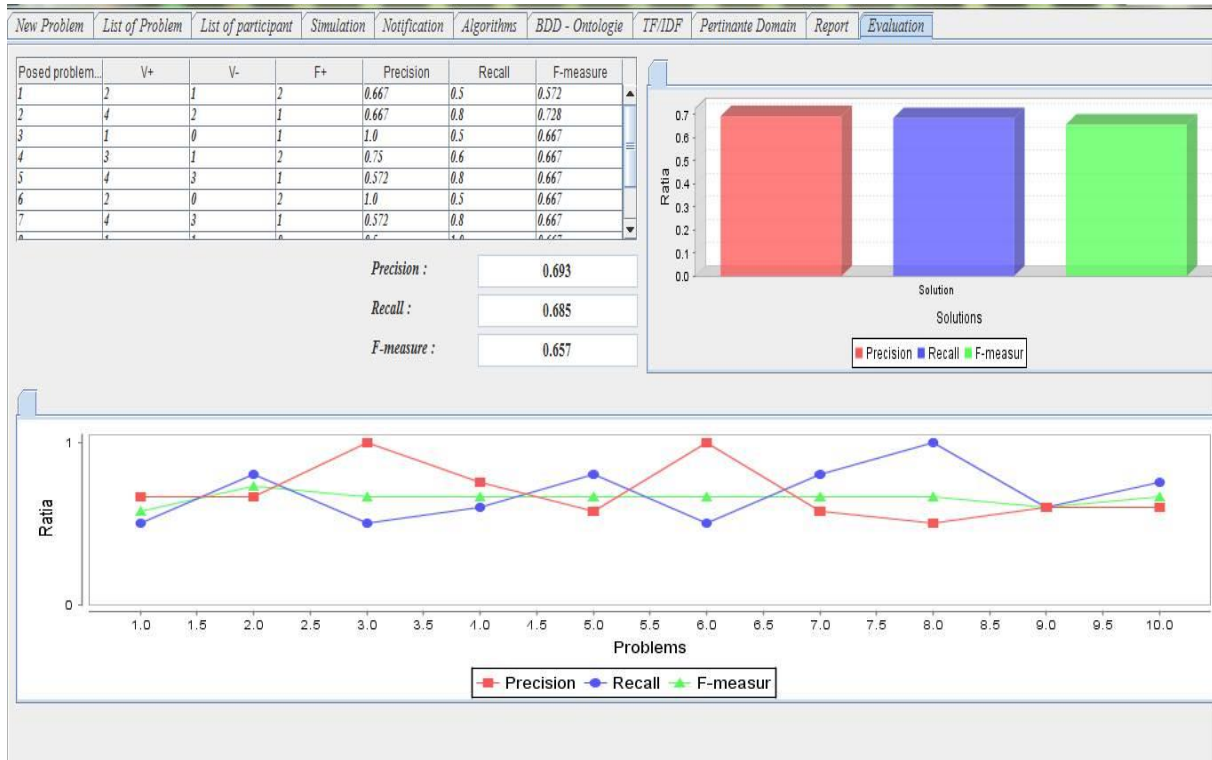 New Problem List of Problem List of participant Simulation Notification Algorithms BDD - Ontologie TF/IDF Pertinante Domain Report Evaluation
Posed problem... V+ V- F+ Precision Recall F-measure
1 2 1 2 0.667 0.5 0.572
2 4 2 1 0.667 0.8 0.728
3 1 0 1 1.0 0.5 0.667
4 3 1 2 0.75 0.6 0.667
5 4 3 1 0.572 0.8 0.667
6 2 0 2 1.0 0.5 0.667
7 4 3 1 0.572 0.8 0.667
Precision : 0.693
Recall : 0.685
F-measure : 0.657
Ratia
0.7
0.6
0.5
0.4
0.3
0.2
0.1
0.0
Solution
Solutions
Precision Recall F-measur
Ratia
1
0
1.0 1.5 2.0 2.5 3.0 3.5 4.0 4.5 5.0 5.5 6.0 6.5 7.0 7.5 8.0 8.5 9.0 9.5 10.0
Problems
Precision Recall F-measur